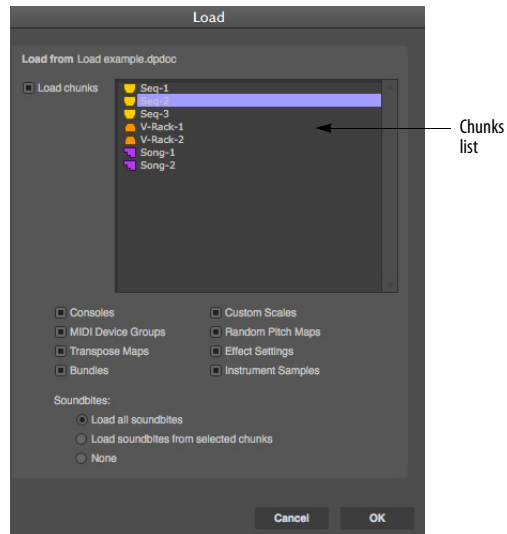 Load
Load from Load example.dpdoc
Load chunks
Seq-1
Seq-2
Seq-3
V-Rack-1
V-Rack-2
Song-1
Song-2
Chunks
list
Consoles
Custom Scales
MIDI Device Groups
Random Pitch Maps
Transpose Maps
Effect Settings
Bundles
Instrument Samples
Soundbites:
Load all soundbites
Load soundbites from selected chunks
None
Cancel
OK